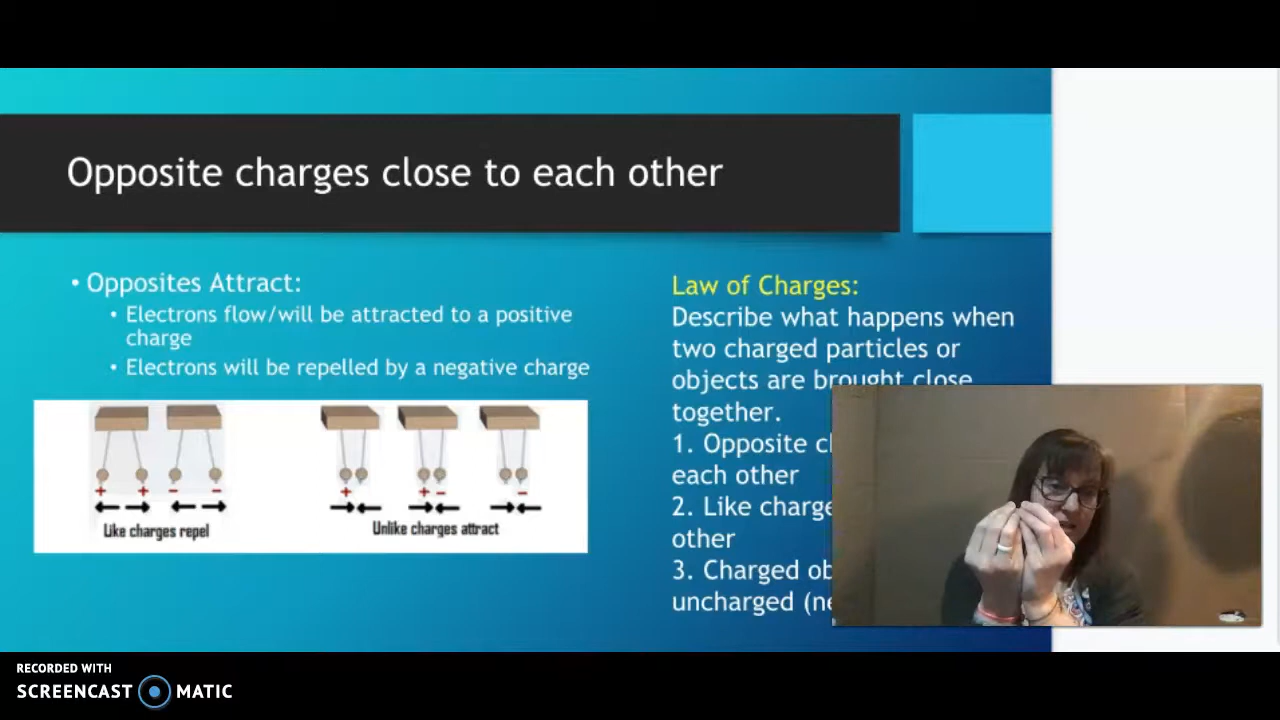 Opposite charges close to each other
• Opposites Attract:
• Electrons flow/will be attracted to a positive
charge
• Electrons will be repelled by a negative charge
+ + - -
+ + - -
Like charges repel
Unlike charges attract
Law of Charges:
Describe what happens when
two charged particles or
objects are brought close
together.
1. Opposite
each other
2. Like charge
other
3. Charged
uncharged
RECORDED WITH
SCREENCAST MATIC